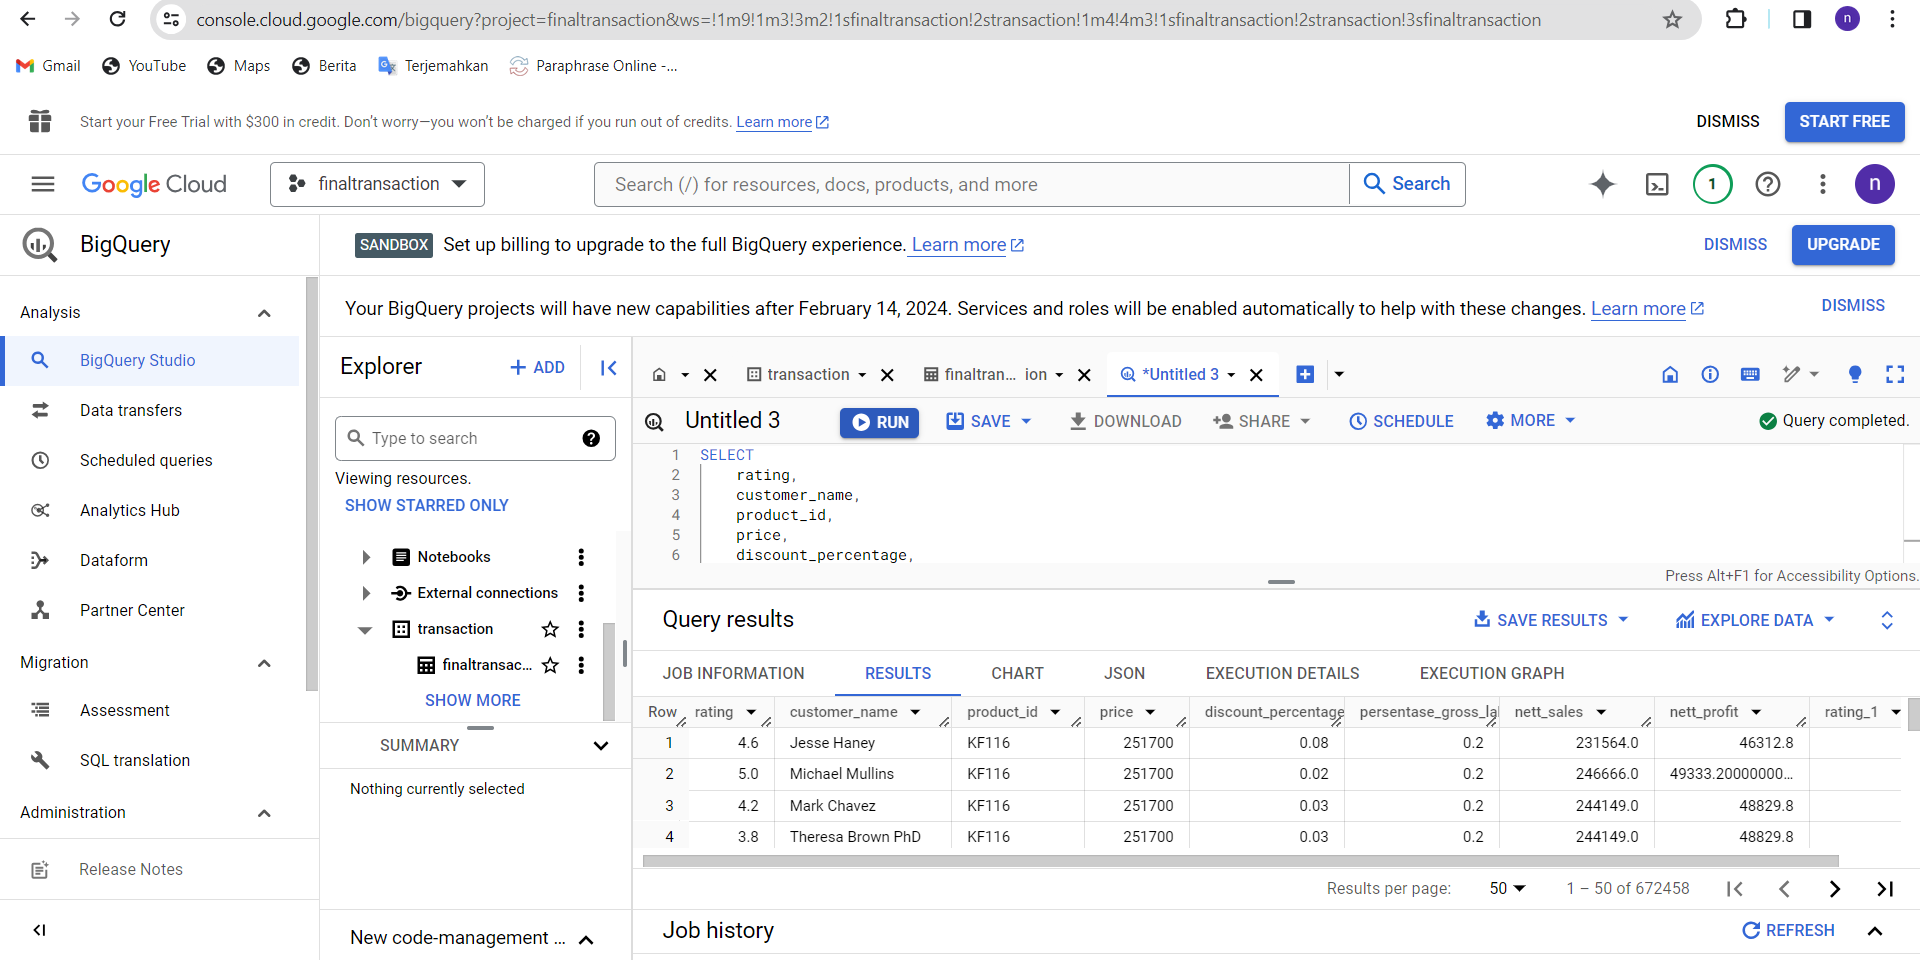 console.cloud.google.com/bigquery?project=finaltransaction&ws=!1m9!1m3!3m2!1sfinaltransaction!2stransaction!1m4!4m3!1sfinaltransaction!2stransaction!3sfinaltransaction
n
Gmail YouTube Maps Berita Terjemahkan Paraphrase Online -...
Start your Free Trial with $300 in credit. Don't worry—you won't be charged if you run out of credits. Learn more DISMISS START FREE
Google Cloud finaltransaction Search (/) for resources, docs, products, and more Search 1 n
BigQuery
SANDBOX Set up billing to upgrade to the full BigQuery experience. Learn more DISMISS UPGRADE
Your BigQuery projects will have new capabilities after February 14, 2024. Services and roles will be enabled automatically to help with these changes. Learn more DISMISS
Analysis
BigQuery Studio
Data transfers
Scheduled queries
Analytics Hub
Dataform
Partner Center
Migration
Assessment
SQL translation
Administration
Release Notes
Explorer + ADD
Type to search
Viewing resources.
SHOW STARRED ONLY
Notebooks
External connections
transaction
finaltransac...
SHOW MORE
SUMMARY
Nothing currently selected
New code-management ...
transaction finaltran... ion *Untitled 3
Untitled 3 RUN SAVE DOWNLOAD SHARE SCHEDULE MORE Query completed.
1 SELECT
2 rating,
3 customer_name,
4 product_id,
5 price,
6 discount_percentage,
Press Alt+F1 for Accessibility Options.
Query results SAVE RESULTS EXPLORE DATA
JOB INFORMATION RESULTS CHART JSON EXECUTION DETAILS EXECUTION GRAPH
Row rating customer_name product_id price discount_percentage persentase_gross_la nett_sales nett_profit rating_1
1 4.6 Jesse Haney KF116 251700 0.08 0.2 231564.0 46312.8
2 5.0 Michael Mullins KF116 251700 0.02 0.2 246666.0 49333.20000000...
3 4.2 Mark Chavez KF116 251700 0.03 0.2 244149.0 48829.8
4 3.8 Theresa Brown PhD KF116 251700 0.03 0.2 244149.0 48829.8
Results per page: 50 1 – 50 of 672458
Job history REFRESH